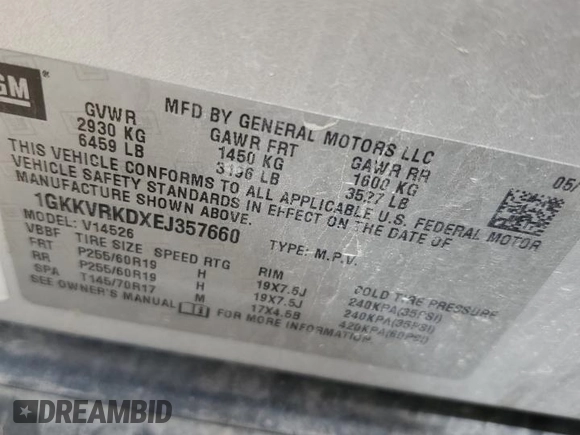 GM ®
MFD BY GENERAL MOTORS LLC 05/
GVWR GAWR FRT GAWR RR
2930 KG 1450 KG 1600 KG
6459 LB 3196 LB 3527 LB
THIS VEHICLE CONFORMS TO ALL APPLICABLE U.S. FEDERAL MOTOR
VEHICLE SAFETY STANDARDS IN EFFECT ON THE DATE OF
MANUFACTURE SHOWN ABOVE.
1GKKVRKDXEJ357660 TYPE: M.P.V.
MODEL: V14526
VBBF TIRE SIZE SPEED RTG RIM COLD TIRE PRESSURE
FRT P255/60R19 H 19X7.5J 240KPA(35PSI)
RR P255/60R19 H 19X7.5J 240KPA(35PSI)
SPA T145/70R17 M 17X4.5B 420KPA(60PSI)
SEE OWNER'S MANUAL FOR MORE INFORMATION
DREAMBID